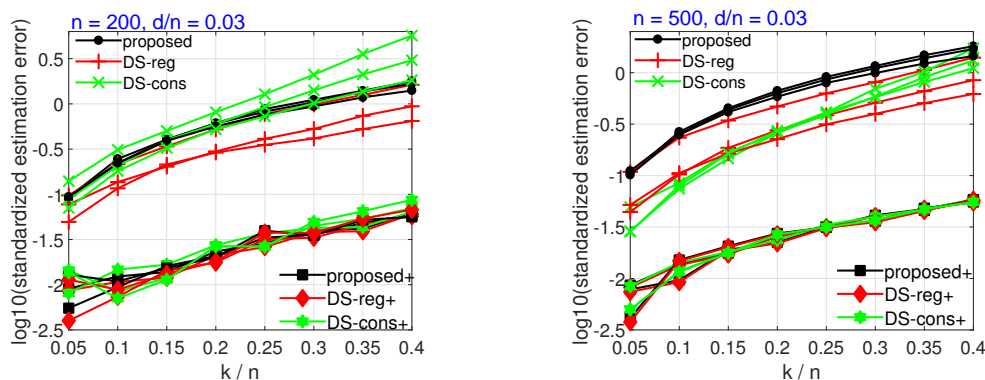 n = 200, d/n = 0.03
proposed
DS-reg
DS-cons
0.5
0
-0.5
-1
-1.5
-2
-2.5
log10(standardized estimation error)
proposed+
DS-reg+
DS-cons+
0.05 0.1 0.15 0.2 0.25 0.3 0.35 0.4
k / n
n = 500, d/n = 0.03
proposed
DS-reg
DS-cons
0
-0.5
-1
-1.5
-2
-2.5
log10(standardized estimation error)
proposed+
DS-reg+
DS-cons+
0.05 0.1 0.15 0.2 0.25 0.3 0.35 0.4
k / n